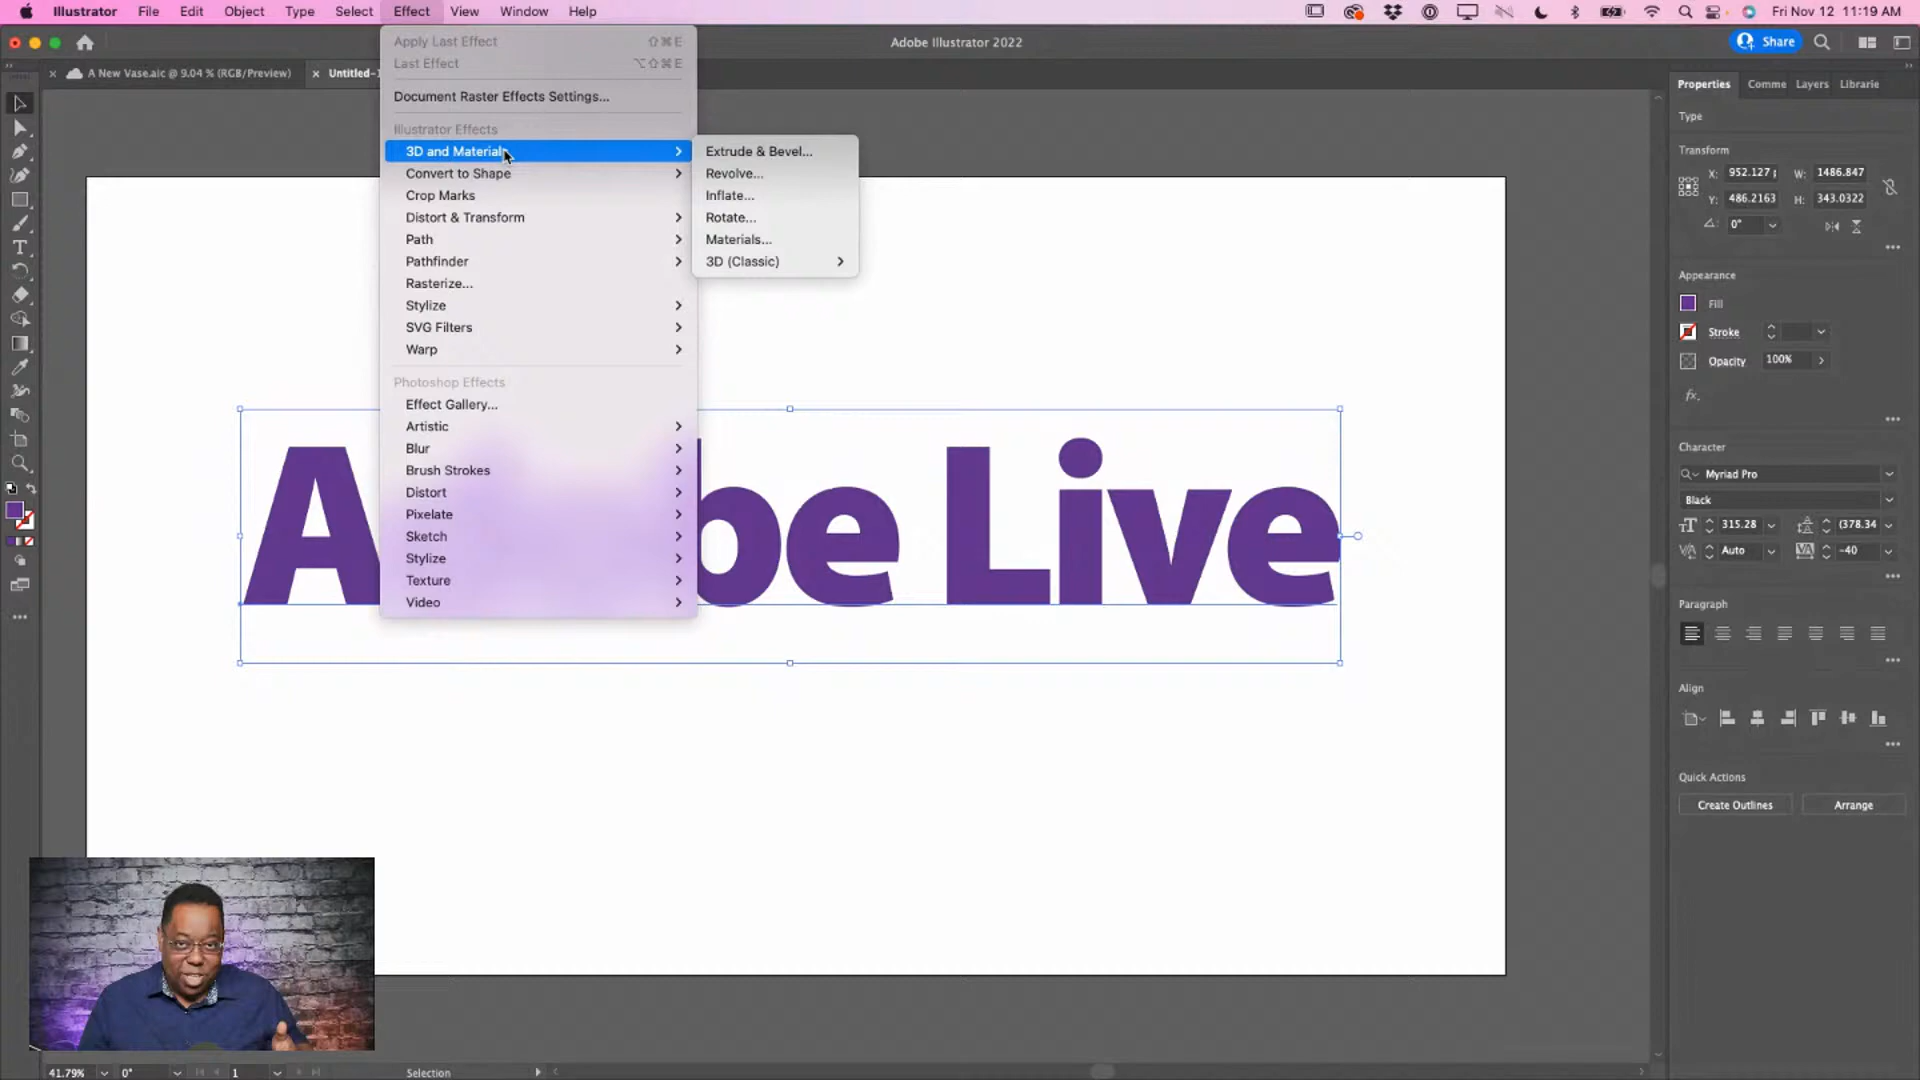 Illustrator File Edit Object Type Select Effect View Window Help Fri Nov 12 11:19 AM
Adobe Illustrator 2022 Share
A New Vase.aic @ 9.04 % (RGB/Preview) Untitled-1
Apply Last Effect ⇧⌘E
Last Effect ⌥⇧⌘E
Document Raster Effects Settings...
Illustrator Effects
3D and Materials
Convert to Shape
Crop Marks
Distort & Transform
Path
Pathfinder
Rasterize...
Stylize
SVG Filters
Warp
Photoshop Effects
Effect Gallery...
Artistic
Blur
Brush Strokes
Distort
Pixelate
Sketch
Stylize
Texture
Video
Extrude & Bevel...
Revolve...
Inflate...
Rotate...
Materials...
3D (Classic)
A be Live
Properties Comme Layers Librarie
Type
Transform
X: 952.127 p W: 1486.847
Y: 486.2163 H: 343.0322
0°
Appearance
Fill
Stroke
Opacity 100%
fx.
Character
Myriad Pro
Black
315.28 (378.34
Auto -40
Paragraph
Align
Quick Actions
Create Outlines Arrange
41.79% 0° 1 Selection